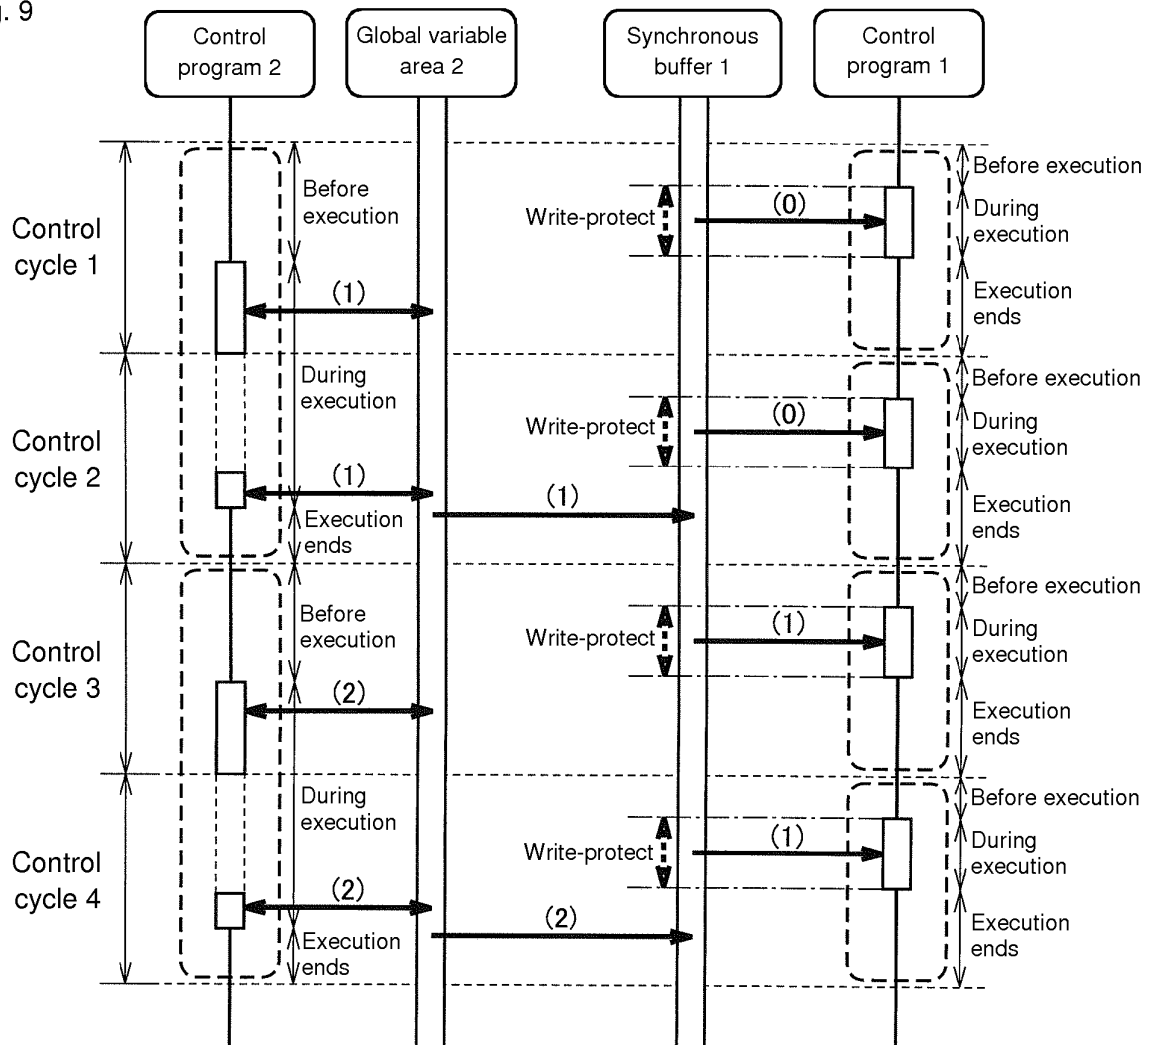 . 9
Control
program 2
Global variable
area 2
Synchronous
buffer 1
Control
program 1
Control
cycle 1
Before
execution
(1)
Write-protect
(0)
Before execution
During
execution
Execution
ends
Control
cycle 2
During
execution
(1)
Execution
ends
(1)
Write-protect
(0)
Before execution
During
execution
Execution
ends
Control
cycle 3
Before
execution
(2)
Write-protect
(1)
Before execution
During
execution
Execution
ends
Control
cycle 4
During
execution
(2)
Execution
ends
(2)
Write-protect
(1)
Before execution
During
execution
Execution
ends